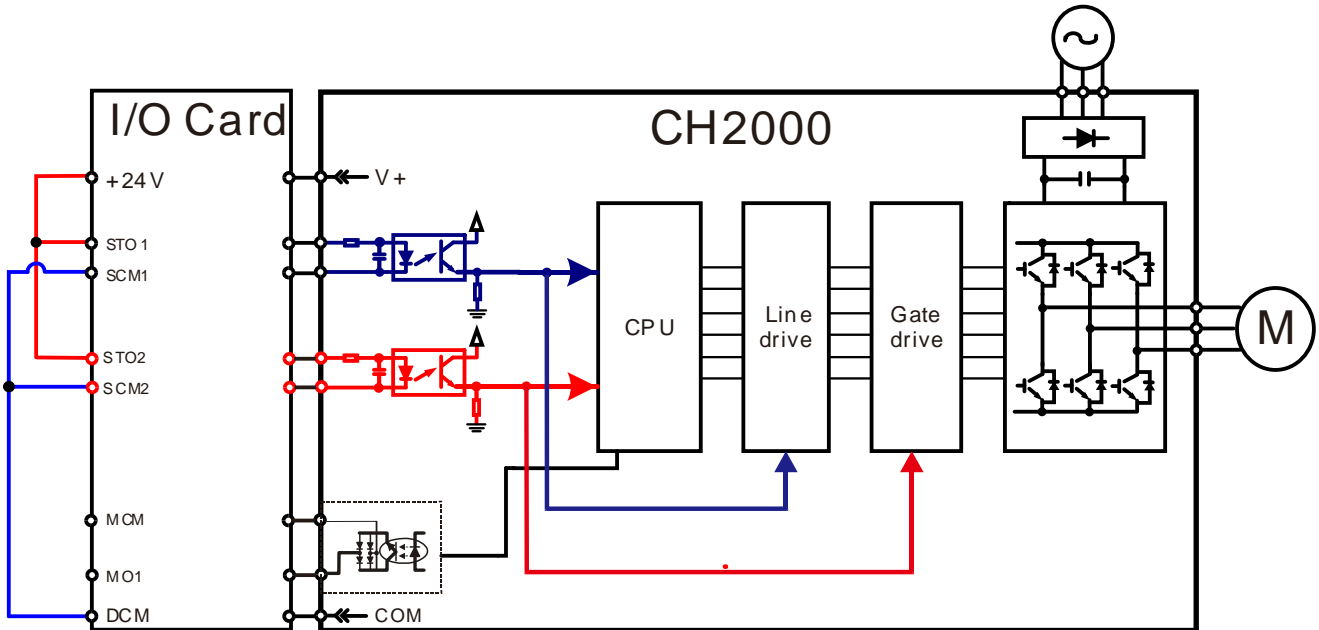 I/O Card
CH2000
+24V
V+
STO1
SCM1
CPU
Line
drive
Gate
drive
M
STO2
SCM2
MCM
MO1
DCM
COM